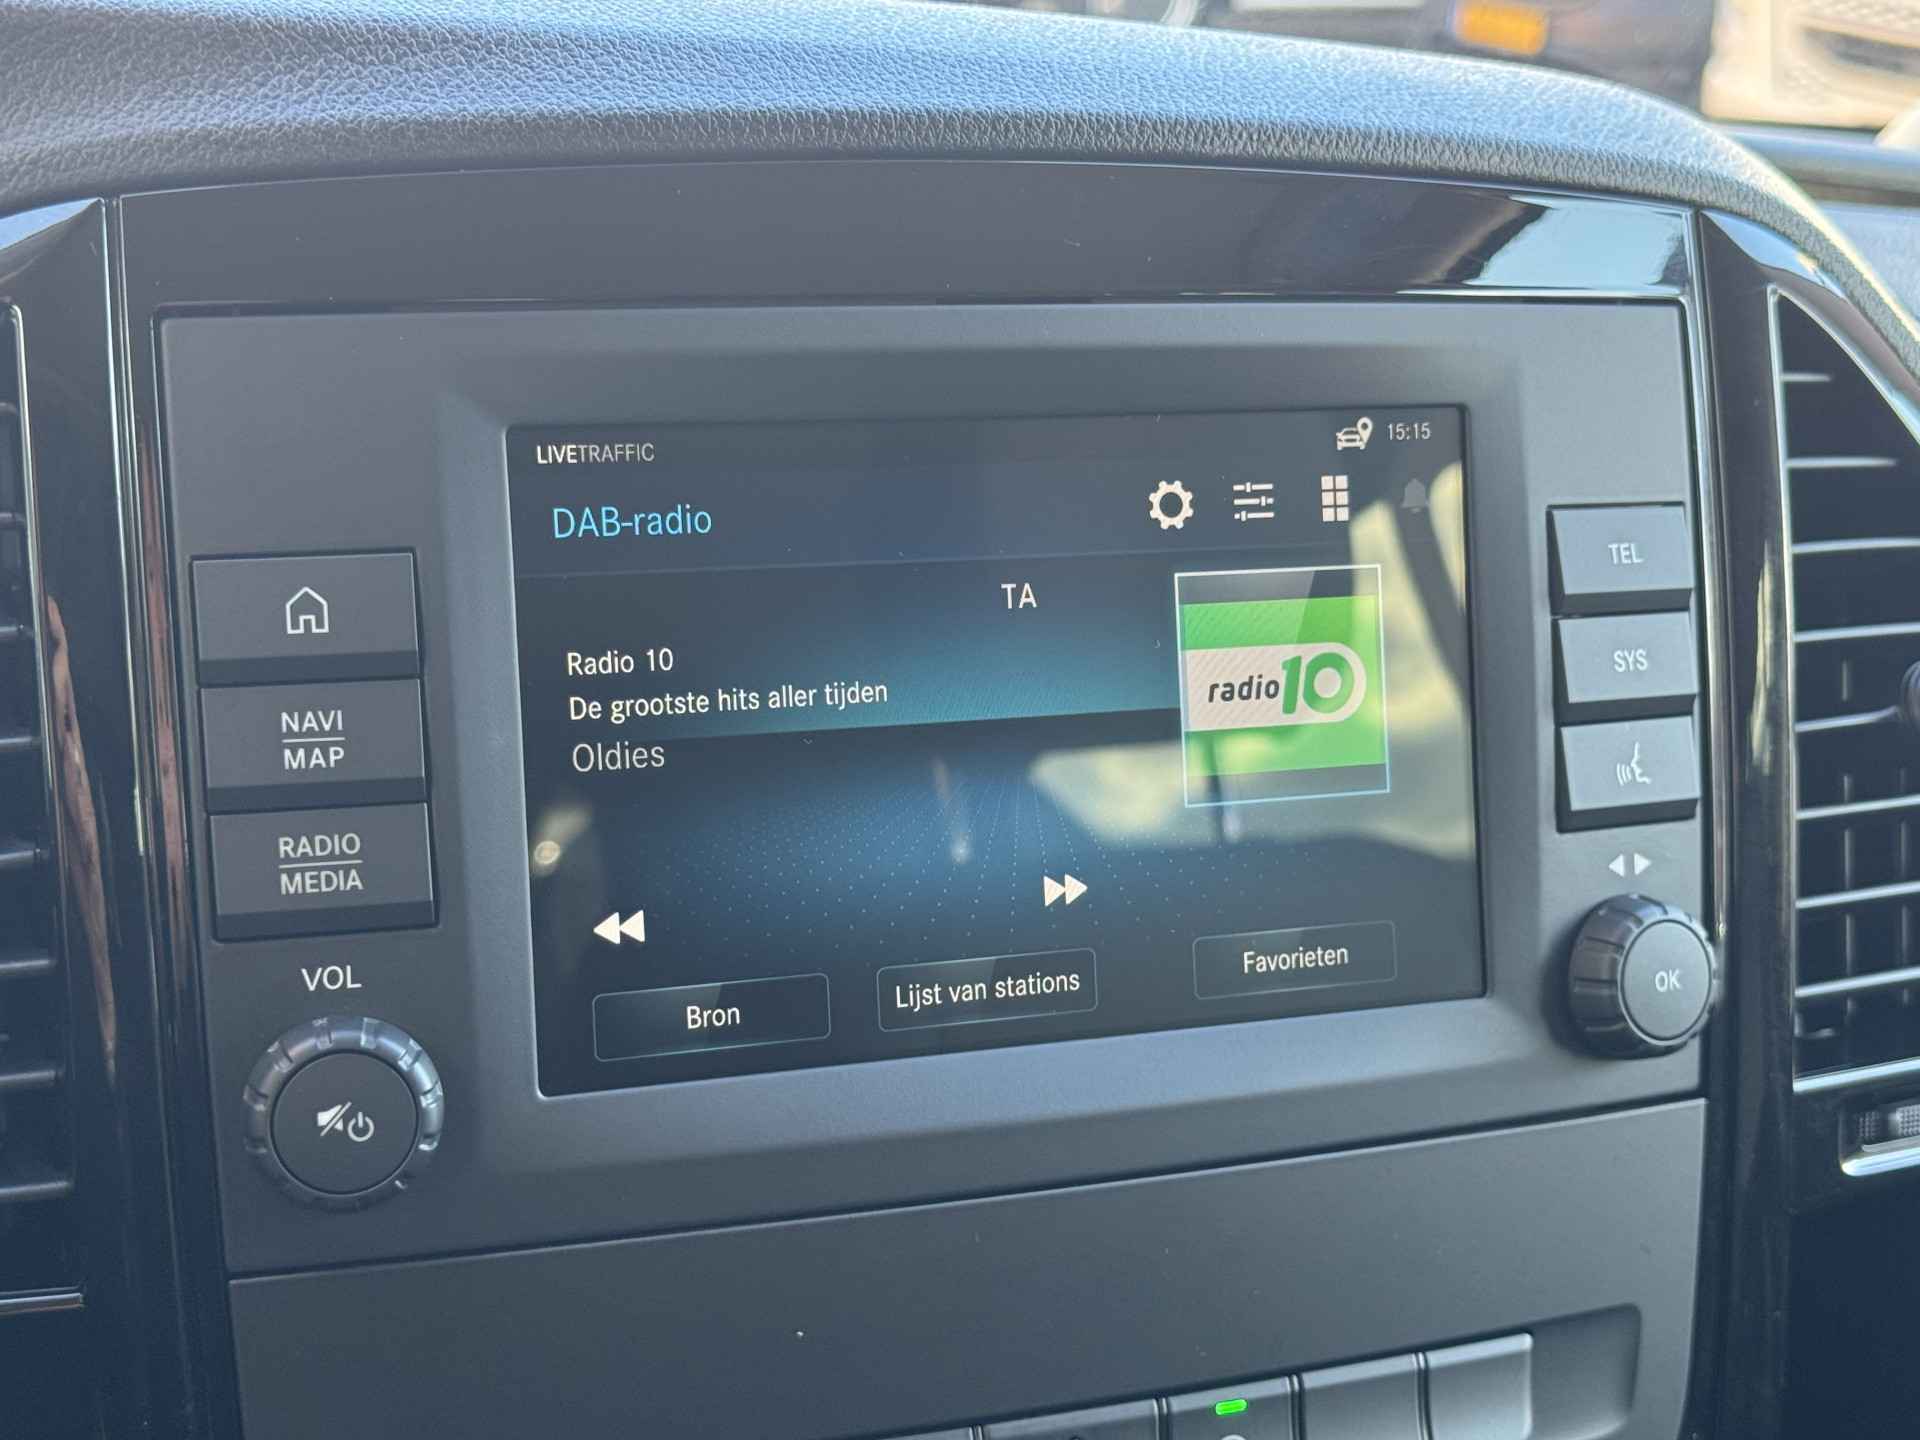 LIVETRAFFIC
15:15
DAB-radio
TA
Radio 10
De grootste hits aller tijden
Oldies
radio10
Bron
Lijst van stations
Favorieten
NAVI
MAP
RADIO
MEDIA
VOL
TEL
SYS
OK